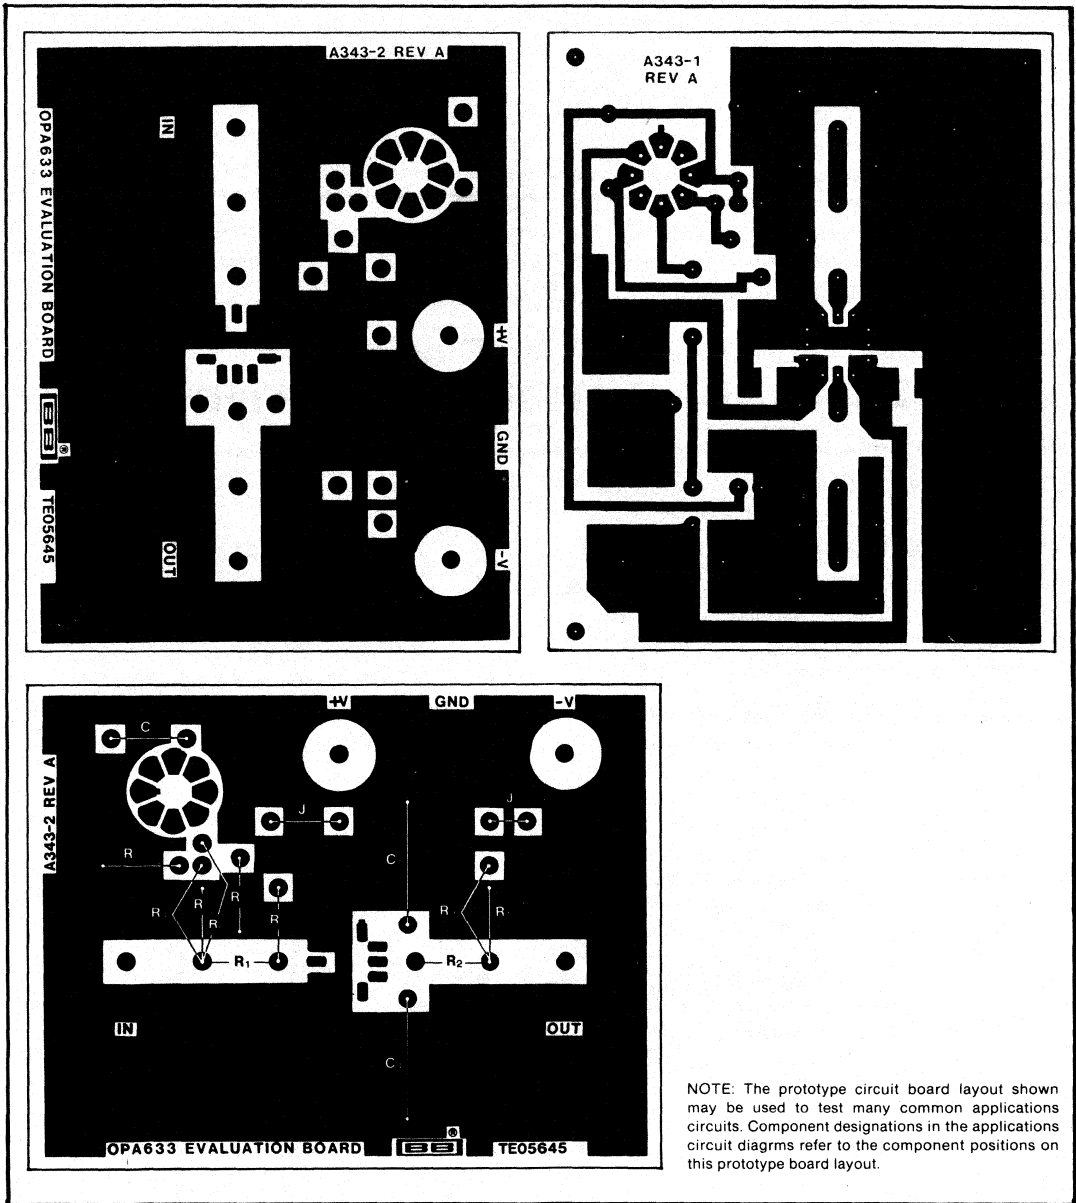 A343-2 REV A
IN
OPA633 EVALUATION BOARD
+V
BB®
GND
TE05645
OUT
-V
A343-1
REV A
+V
GND
-V
C
A343-2 REV A
J
J
R
C
R
R
R
R
R
R
R
R₁
R₂
IN
OUT
C
OPA633 EVALUATION BOARD
BB®
TE05645
NOTE: The prototype circuit board layout shown
may be used to test many common applications
circuits. Component designations in the applications
circuit diagrms refer to the component positions on
this prototype board layout.